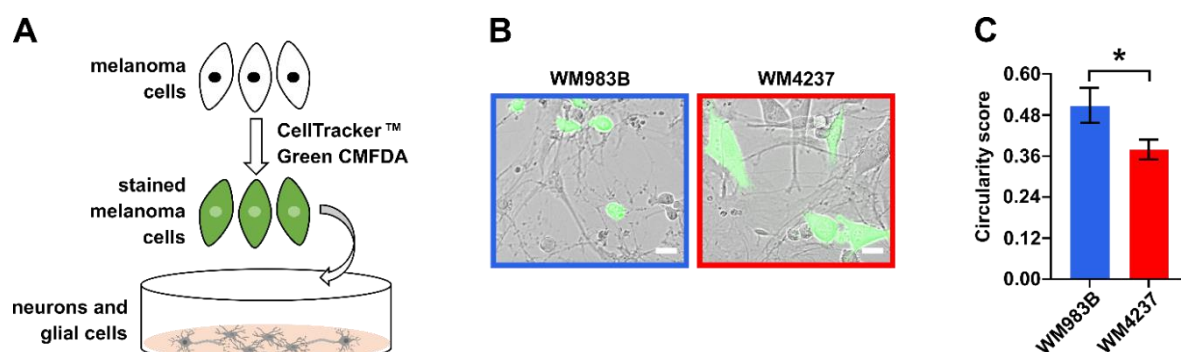 A
melanoma
cells
CellTracker™
Green CMFDA
stained
melanoma
cells
neurons and
glial cells
B
WM983B
WM4237
C
*
Circularity score
0.60
0.48
0.36
0.24
0.12
0.00
WM983B
WM4237